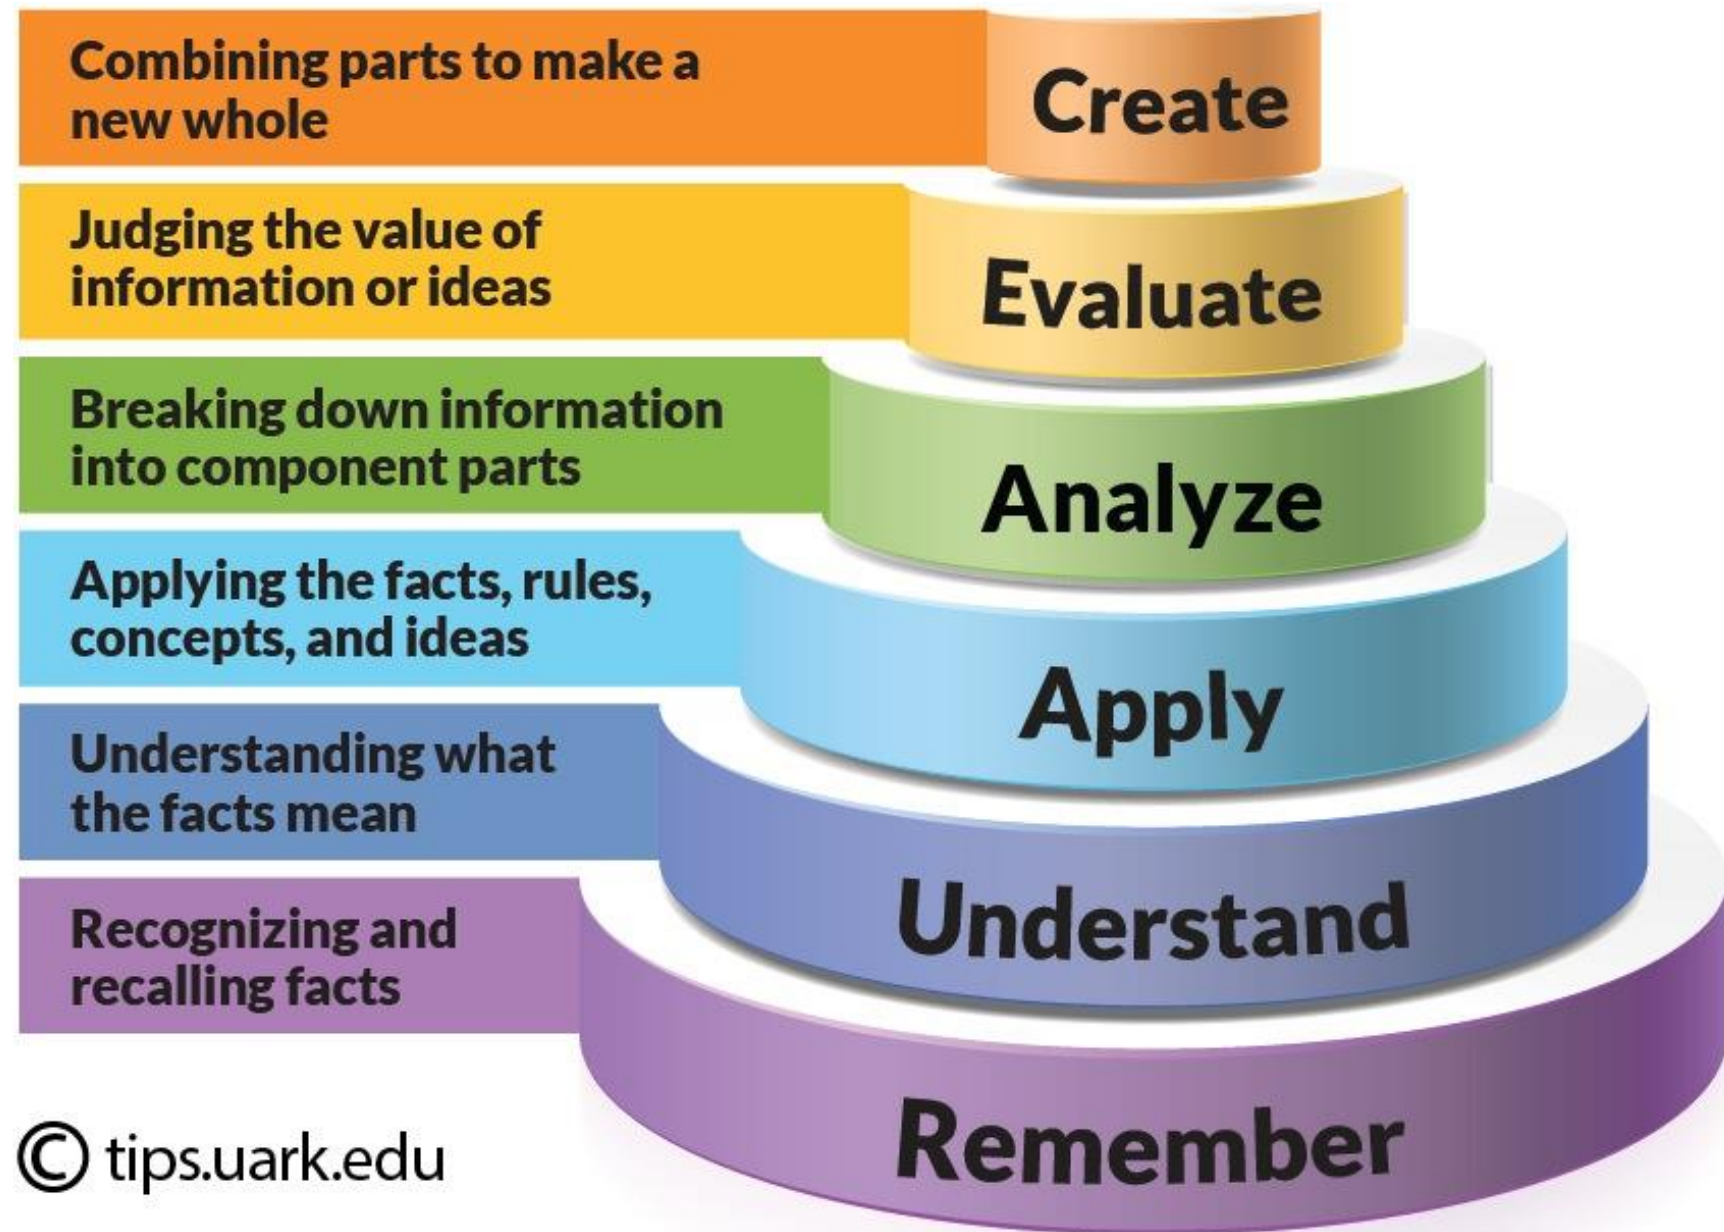 Combining parts to make a
new whole
Create
Judging the value of
information or ideas
Evaluate
Breaking down information
into component parts
Analyze
Applying the facts, rules,
concepts, and ideas
Apply
Understanding what
the facts mean
Understand
Recognizing and
recalling facts
Remember
© tips.uark.edu